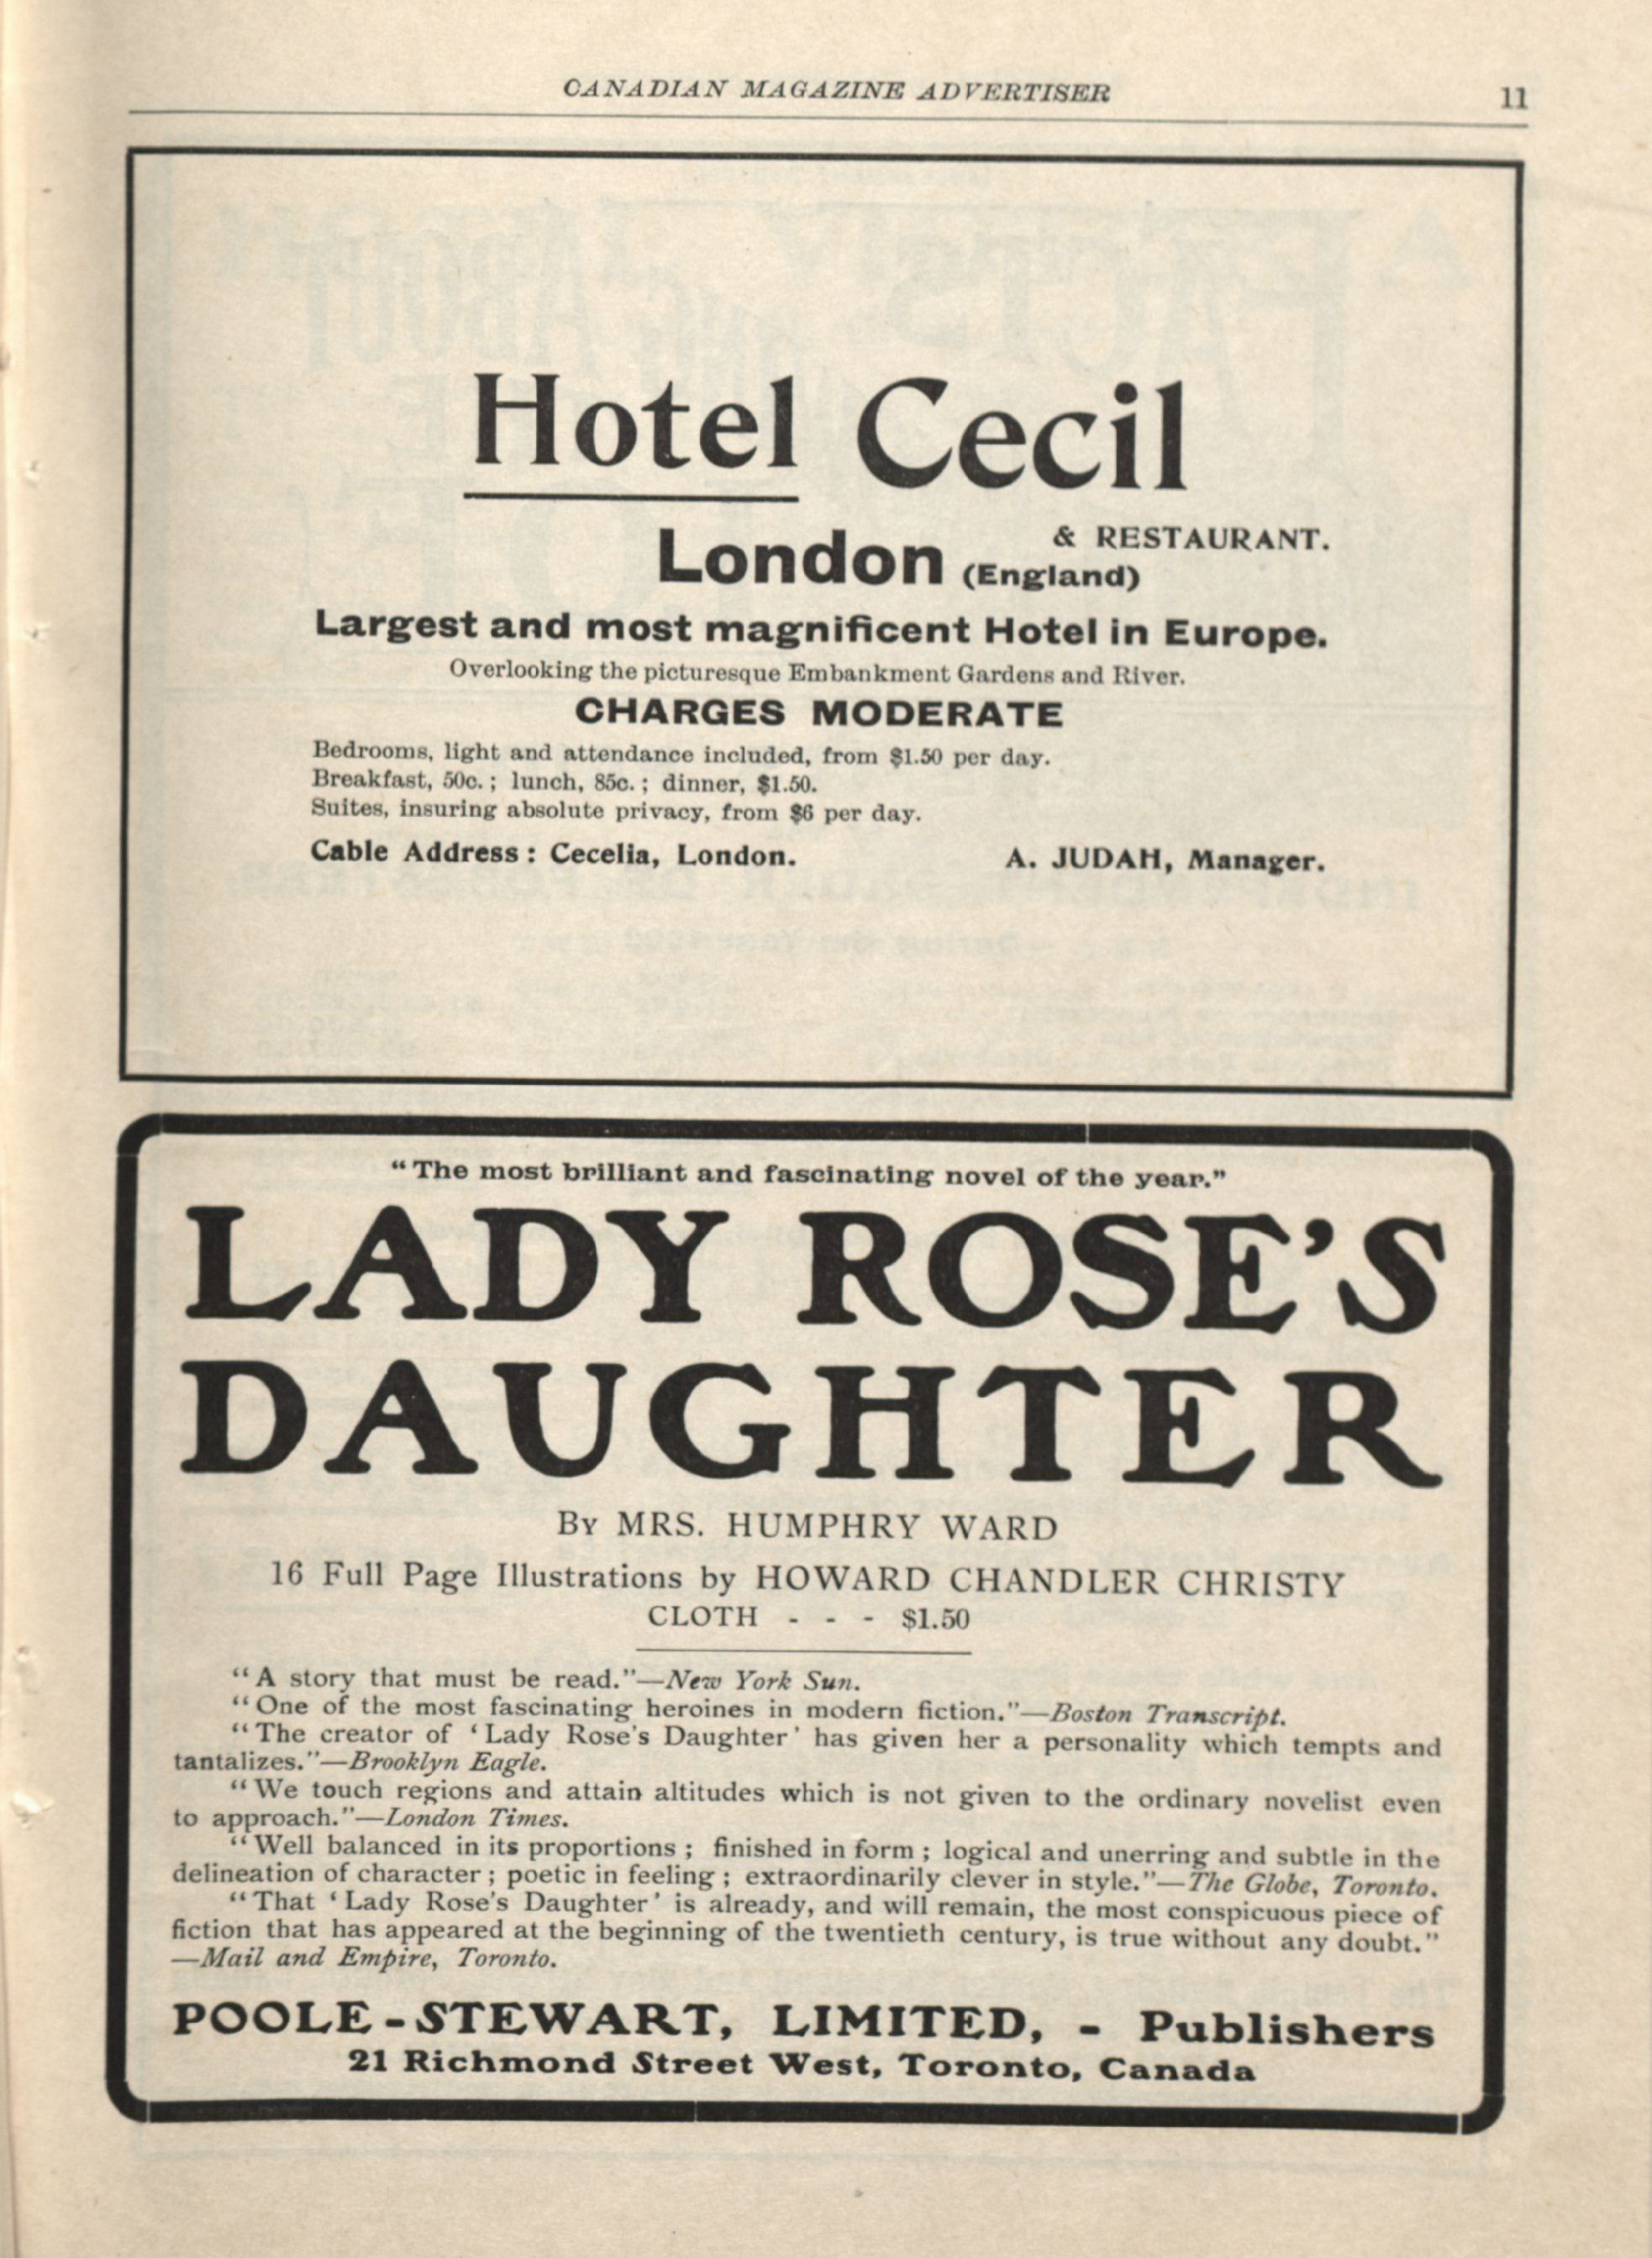 CANADIAN MAGAZINE ADVERTISER 11
Hotel Cecil
& RESTAURANT.
London (England)
Largest and most magnificent Hotel in Europe.
Overlooking the picturesque Embankment Gardens and River.
CHARGES MODERATE
Bedrooms, light and attendance included, from $1.50 per day.
Breakfast, 50c. ; lunch, 85c. ; dinner, $1.50.
Suites, insuring absolute privacy, from $6 per day.
Cable Address : Cecelia, London. A. JUDAH, Manager.
“The most brilliant and fascinating novel of the year.”
LADY ROSE’S
DAUGHTER
By MRS. HUMPHRY WARD
16 Full Page Illustrations by HOWARD CHANDLER CHRISTY
CLOTH - - - $1.50
“A story that must be read.”—New York Sun.
“One of the most fascinating heroines in modern fiction.”—Boston Transcript.
“The creator of ‘Lady Rose’s Daughter’ has given her a personality which tempts and
tantalizes.”—Brooklyn Eagle.
“We touch regions and attain altitudes which is not given to the ordinary novelist even
to approach.”—London Times.
“Well balanced in its proportions ; finished in form ; logical and unerring and subtle in the
delineation of character ; poetic in feeling ; extraordinarily clever in style.”—The Globe, Toronto.
“That ‘Lady Rose’s Daughter’ is already, and will remain, the most conspicuous piece of
fiction that has appeared at the beginning of the twentieth century, is true without any doubt.”
—Mail and Empire, Toronto.
POOLE-STEWART, LIMITED, - Publishers
21 Richmond Street West, Toronto, Canada